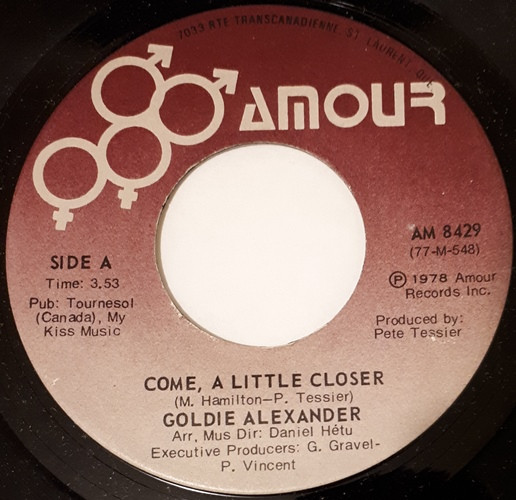 7033 RTE TRANSCANADIENNE ST LAURENT QUE
AMOUR
AM 8429
(77-M-548)
SIDE A
Time: 3.53
Pub: Tournesol
(Canada), My
Kiss Music
Ⓟ 1978 Amour
Records Inc.
Produced by:
Pete Tessier
COME, A LITTLE CLOSER
(M. Hamilton-P. Tessier)
GOLDIE ALEXANDER
Arr, Mus Dir: Daniel Hétu
Executive Producers: G. Gravel-
P. Vincent